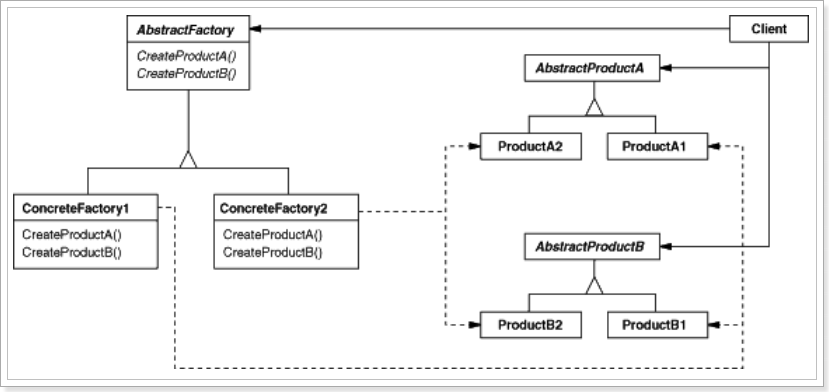 AbstractFactory
CreateProductA()
CreateProductB()
Client
AbstractProductA
ProductA2
ProductA1
ConcreteFactory1
CreateProductA()
CreateProductB()
ConcreteFactory2
CreateProductA()
CreateProductB()
AbstractProductB
ProductB2
ProductB1